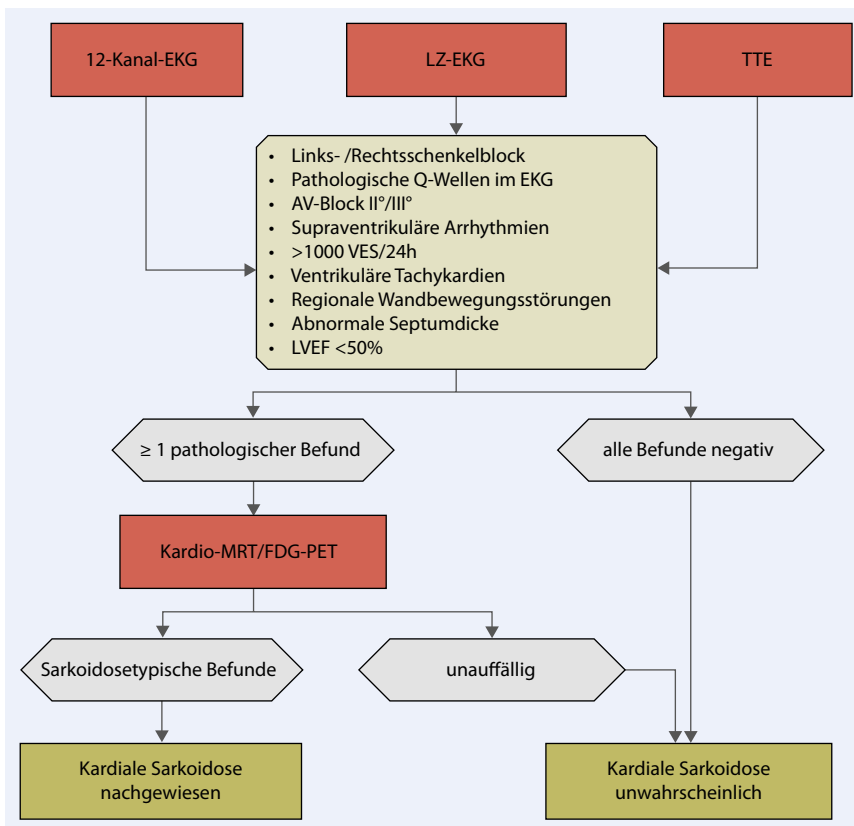 12-Kanal-EKG
LZ-EKG
TTE
• Links- /Rechtsschenkelblock
• Pathologische Q-Wellen im EKG
• AV-Block II°/III°
• Supraventrikuläre Arrhythmien
• >1000 VES/24h
• Ventrikuläre Tachykardien
• Regionale Wandbewegungsstörungen
• Abnormale Septumdicke
• LVEF <50%
≥ 1 pathologischer Befund
alle Befunde negativ
Kardio-MRT/FDG-PET
Sarkoidosetypische Befunde
unauffällig
Kardiale Sarkoidose
nachgewiesen
Kardiale Sarkoidose
unwahrscheinlich